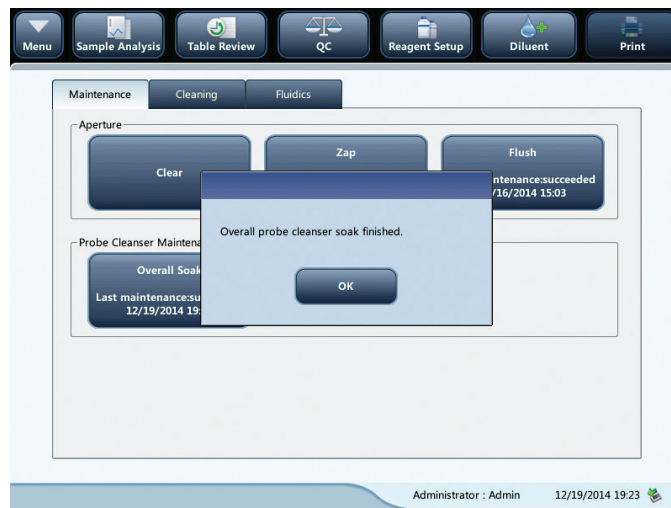 Menu
Sample Analysis
Table Review
QC
Reagent Setup
Diluent
Print
Maintenance
Cleaning
Fluidics
Aperture
Clear
Zap
Flush
ntenance:succeeded
/16/2014 15:03
Overall probe cleanser soak finished.
OK
Probe Cleanser Maintena
Overall Soak
Last maintenance:su
12/19/2014 19:
Administrator : Admin
12/19/2014 19:23